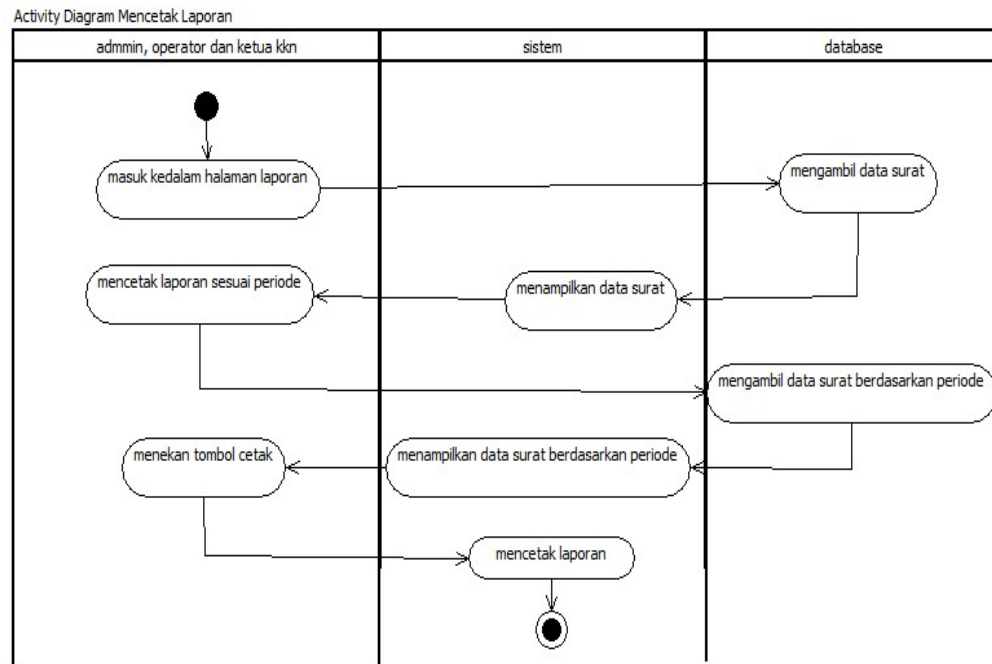 Activity Diagram Mencetak Laporan
admmin, operator dan ketua kkn
sistem
database
masuk kedalam halaman laporan
mengambil data surat
mencetak laporan sesuai periode
menampilkan data surat
mengambil data surat berdasarkan periode
menekan tombol cetak
menampilkan data surat berdasarkan periode
mencetak laporan